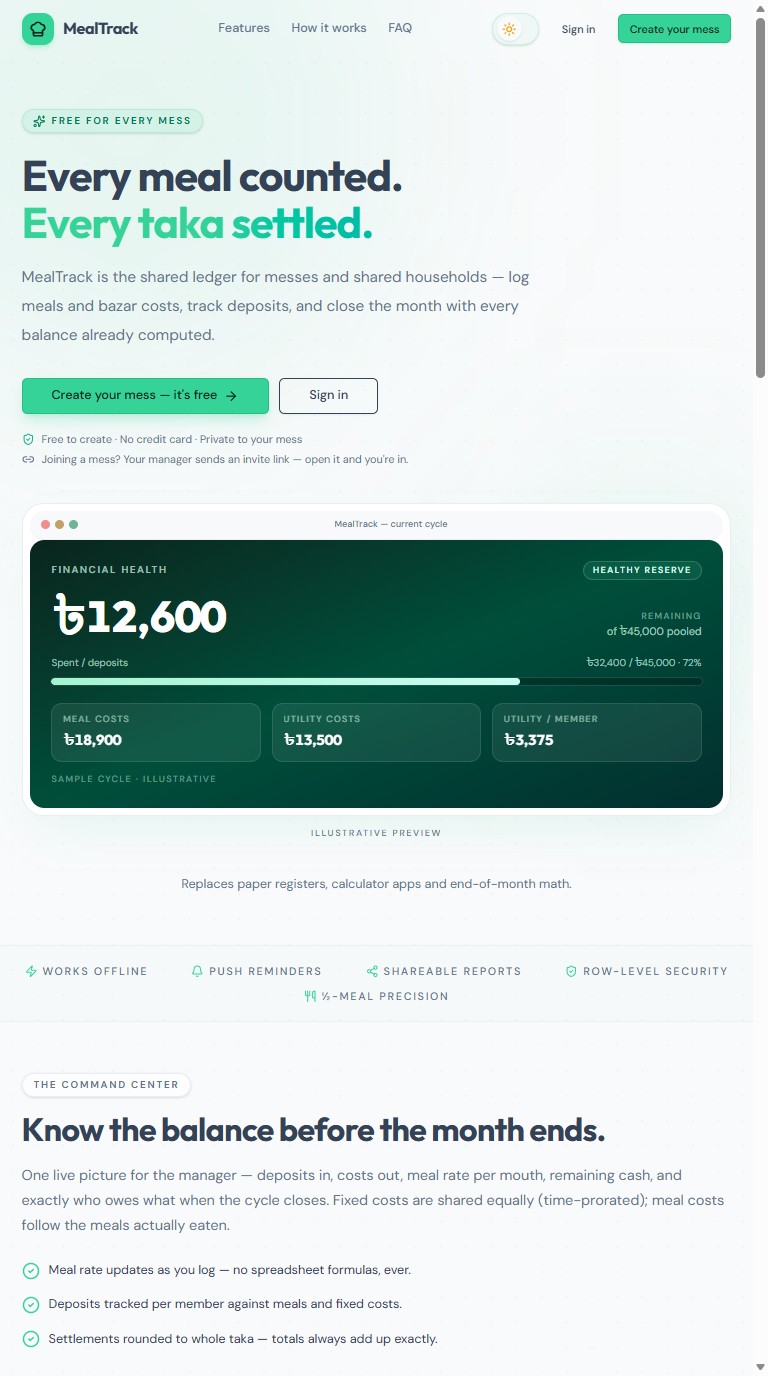 MealTrack
Features
How it works
FAQ
Sign in
Create your mess
FREE FOR EVERY MESS
Every meal counted.
Every taka settled.
MealTrack is the shared ledger for messes and shared households — log
meals and bazar costs, track deposits, and close the month with every
balance already computed.
Create your mess — it's free →
Sign in
Free to create · No credit card · Private to your mess
Joining a mess? Your manager sends an invite link — open it and you're in.
MealTrack — current cycle
FINANCIAL HEALTH
HEALTHY RESERVE
৳12,600
REMAINING
of ৳45,000 pooled
Spent / deposits
৳32,400 / ৳45,000 · 72%
MEAL COSTS
৳18,900
UTILITY COSTS
৳13,500
UTILITY / MEMBER
৳3,375
SAMPLE CYCLE · ILLUSTRATIVE
ILLUSTRATIVE PREVIEW
Replaces paper registers, calculator apps and end-of-month math.
WORKS OFFLINE
PUSH REMINDERS
SHAREABLE REPORTS
ROW-LEVEL SECURITY
½-MEAL PRECISION
THE COMMAND CENTER
Know the balance before the month ends.
One live picture for the manager — deposits in, costs out, meal rate per mouth, remaining cash, and
exactly who owes what when the cycle closes. Fixed costs are shared equally (time-prorated); meal costs
follow the meals actually eaten.
Meal rate updates as you log — no spreadsheet formulas, ever.
Deposits tracked per member against meals and fixed costs.
Settlements rounded to whole taka — totals always add up exactly.